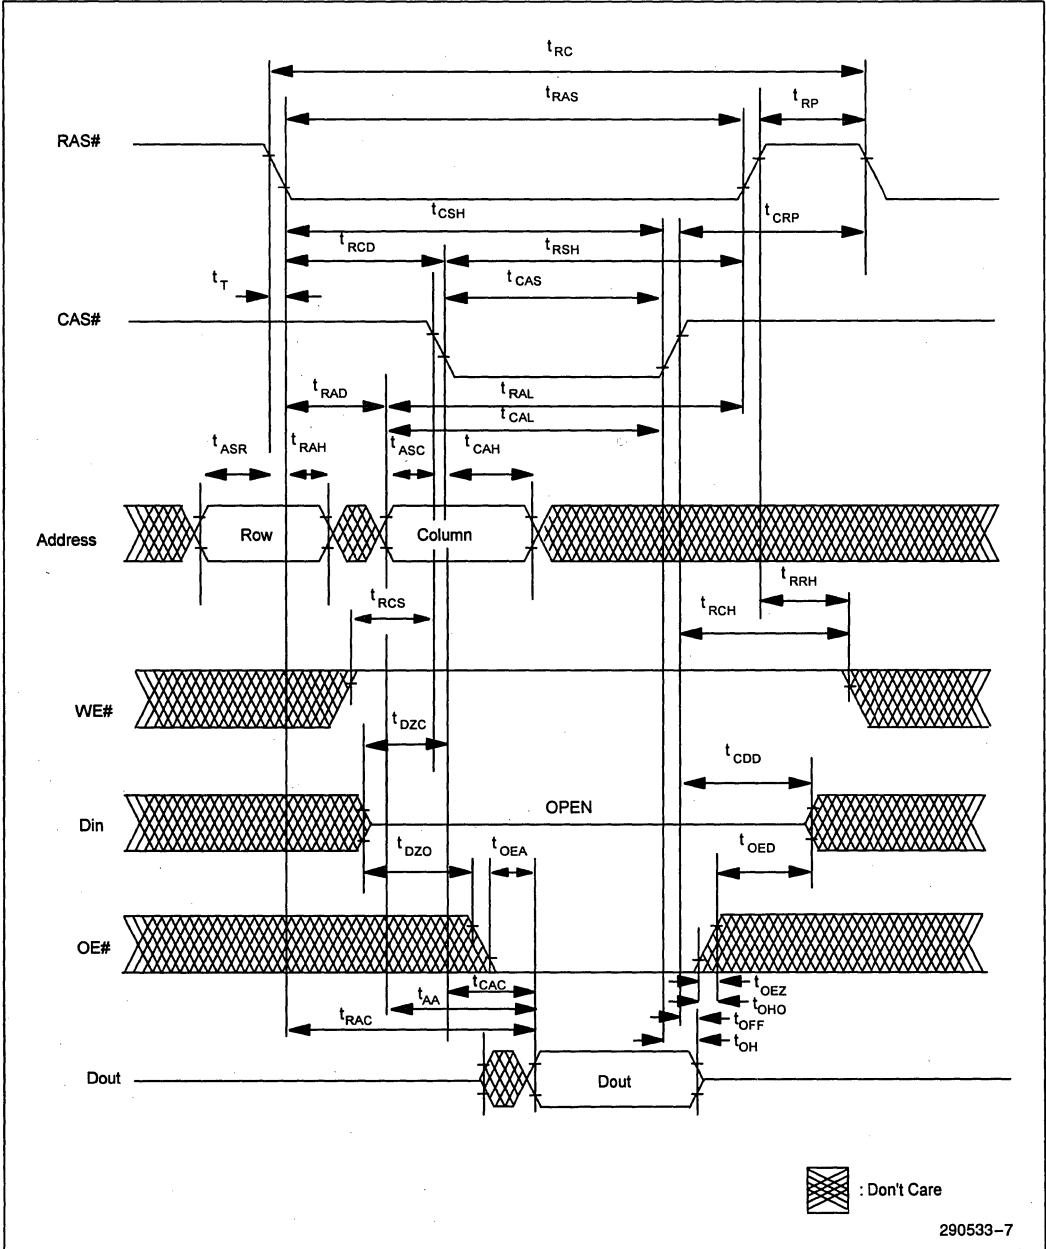 tRC
tRAS
tRP
RAS#
tCSH
tCRP
tRCD
tRSH
tT
tCAS
CAS#
tRAD
tRAL
tCAL
tASR
tRAH
tASC
tCAH
Address
Row
Column
tRRH
tRCS
tRCH
WE#
tDZC
tCDD
Din
OPEN
tDZO
tOEA
tOED
OE#
tCAC
tOEZ
tAA
tOHO
tRAC
tOFF
tOH
Dout
Dout
: Don't Care
290533-7